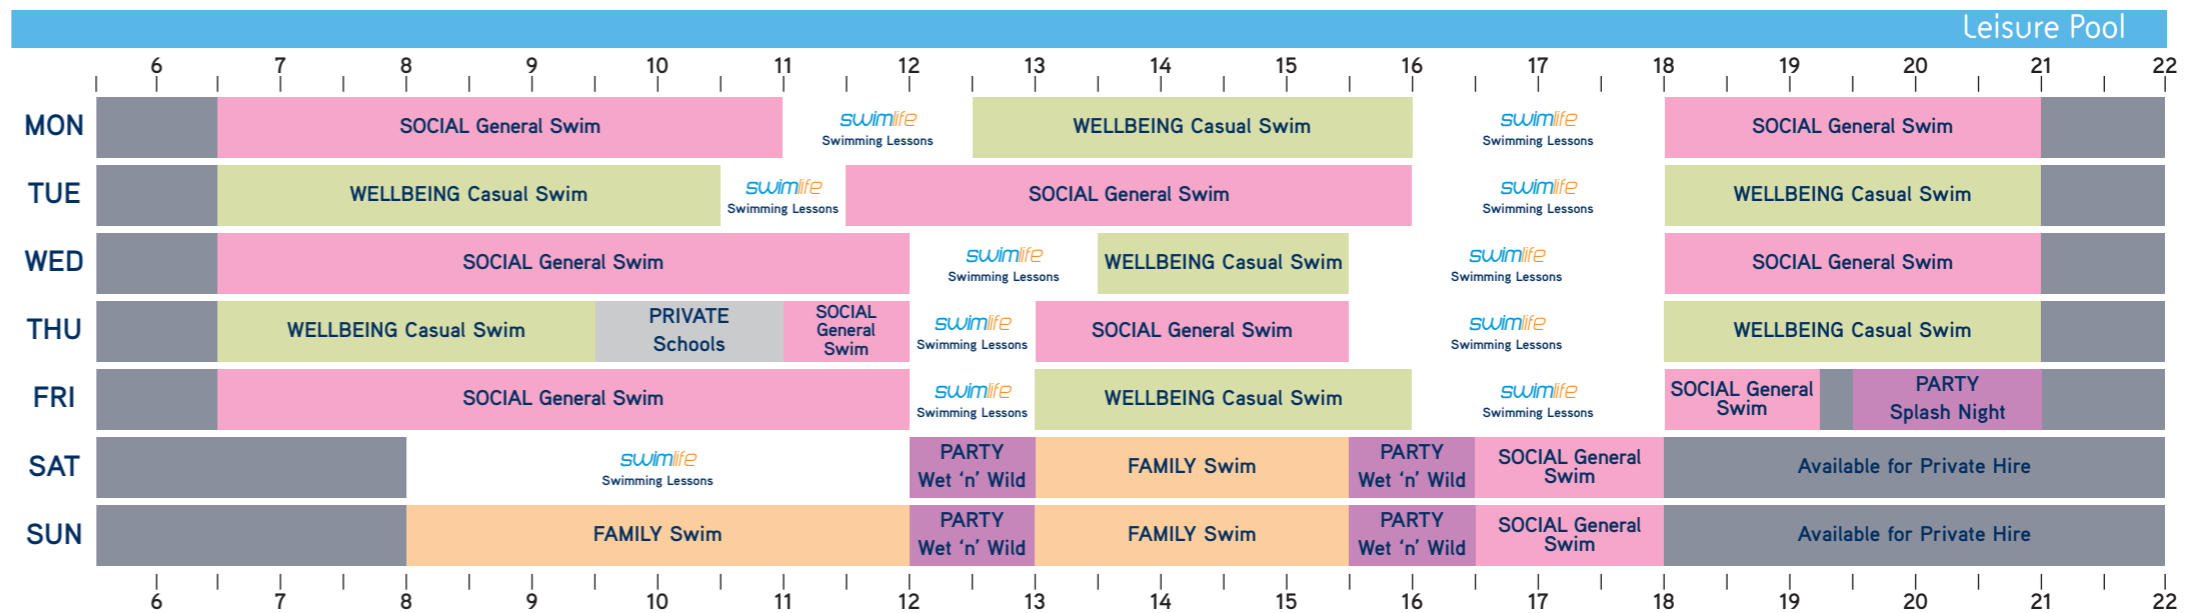 Leisure Pool
6 7 8 9 10 11 12 13 14 15 16 17 18 19 20 21 22
MON
SOCIAL General Swim
swimlife
Swimming Lessons
WELLBEING Casual Swim
swimlife
Swimming Lessons
SOCIAL General Swim
TUE
WELLBEING Casual Swim
swimlife
Swimming Lessons
SOCIAL General Swim
swimlife
Swimming Lessons
WELLBEING Casual Swim
WED
SOCIAL General Swim
swimlife
Swimming Lessons
WELLBEING Casual Swim
swimlife
Swimming Lessons
SOCIAL General Swim
THU
WELLBEING Casual Swim
PRIVATE
Schools
SOCIAL
General
Swim
swimlife
Swimming Lessons
SOCIAL General Swim
swimlife
Swimming Lessons
WELLBEING Casual Swim
FRI
SOCIAL General Swim
swimlife
Swimming Lessons
WELLBEING Casual Swim
swimlife
Swimming Lessons
SOCIAL General
Swim
PARTY
Splash Night
SAT
swimlife
Swimming Lessons
PARTY
Wet ‘n’ Wild
FAMILY Swim
PARTY
Wet ‘n’ Wild
SOCIAL General
Swim
Available for Private Hire
SUN
FAMILY Swim
PARTY
Wet ‘n’ Wild
FAMILY Swim
PARTY
Wet ‘n’ Wild
SOCIAL General
Swim
Available for Private Hire
6 7 8 9 10 11 12 13 14 15 16 17 18 19 20 21 22